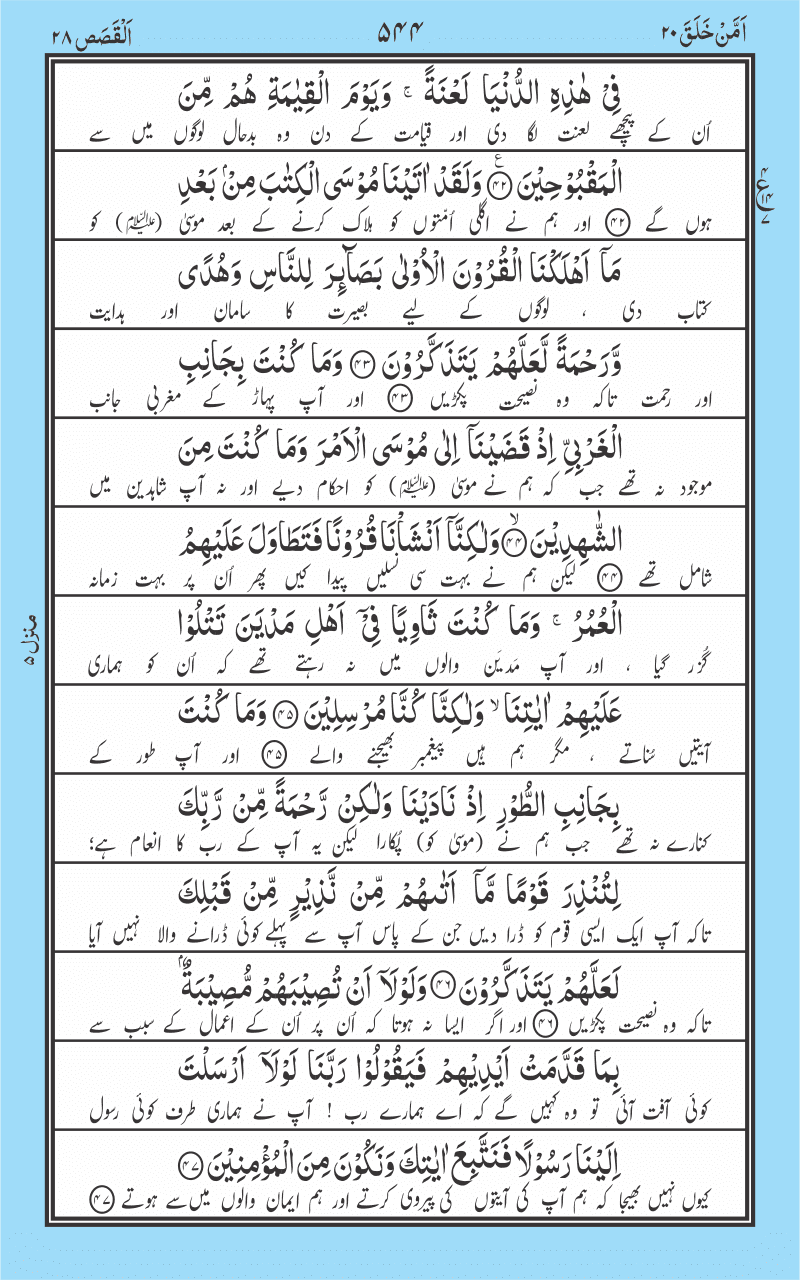 اَمَّنْ خَلَقَ ٢٠
۵۴۴
اَلْقَصَص ٢٨
فِیْ هٰذِهِ الدُّنْیَا لَعْنَةً ۚ وَیَوْمَ الْقِیٰمَةِ هُمْ مِّنَ
اُن کے پیچھے لعنت لگا دی اور قیامت کے دن وہ بدحال لوگوں میں سے
الْمَقْبُوْحِیْنَ ﴿۴۲﴾ ع وَلَقَدْ اٰتَیْنَا مُوْسَی الْكِتٰبَ مِنْۢ بَعْدِ
ہوں گے ﴿۴۲﴾ اور ہم نے اگلی اُمتوں کو ہلاک کرنے کے بعد موسیٰ (علیہ السلام) کو
مَاۤ اَهْلَكْنَا الْقُرُوْنَ الْاُوْلٰی بَصَآىِٕرَ لِلنَّاسِ وَهُدًی
کتاب دی ، لوگوں کے لیے بصیرت کا سامان اور ہدایت
وَّرَحْمَةً لَّعَلَّهُمْ یَتَذَكَّرُوْنَ ﴿۴۳﴾ وَمَا كُنْتَ بِجَانِبِ
اور رحمت تاکہ وہ نصیحت پکڑیں ﴿۴۳﴾ اور آپ پہاڑ کے مغربی جانب
الْغَرْبِیِّ اِذْ قَضَیْنَاۤ اِلٰی مُوْسَی الْاَمْرَ وَمَا كُنْتَ مِنَ
موجود نہ تھے جب کہ ہم نے موسیٰ (علیہ السلام) کو احکام دیے اور نہ آپ شاہدین میں
الشّٰهِدِیْنَ ﴿۴۴﴾ ۙ وَلٰكِنَّاۤ اَنْشَاْنَا قُرُوْنًا فَتَطَاوَلَ عَلَیْهِمُ
شامل تھے ﴿۴۴﴾ لیکن ہم نے بہت سی نسلیں پیدا کیں پھر اُن پر بہت زمانہ
الْعُمُرُ ۚ وَمَا كُنْتَ ثَاوِیًا فِیْۤ اَهْلِ مَدْیَنَ تَتْلُوْا
گُزر گیا ، اور آپ مَدیَن والوں میں نہ رہتے تھے کہ اُن کو ہماری
عَلَیْهِمْ اٰیٰتِنَا ۙ وَلٰكِنَّا كُنَّا مُرْسِلِیْنَ ﴿۴۵﴾ وَمَا كُنْتَ
آیتیں سُناتے ، مگر ہم ہیں پیغمبر بھیجنے والے ﴿۴۵﴾ اور آپ طور کے
بِجَانِبِ الطُّوْرِ اِذْ نَادَیْنَا وَلٰكِنْ رَّحْمَةً مِّنْ رَّبِّكَ
کنارے نہ تھے جب ہم نے (موسیٰ کو) پُکارا لیکن یہ آپ کے رب کا انعام ہے؛
لِتُنْذِرَ قَوْمًا مَّاۤ اَتٰىهُمْ مِّنْ نَّذِیْرٍ مِّنْ قَبْلِكَ
تاکہ آپ ایک ایسی قوم کو ڈرا دیں جن کے پاس آپ سے پہلے کوئی ڈرانے والا نہیں آیا
لَعَلَّهُمْ یَتَذَكَّرُوْنَ ﴿۴۶﴾ وَلَوْلَاۤ اَنْ تُصِیْبَهُمْ مُّصِیْبَةٌۢ
تاکہ وہ نصیحت پکڑیں ﴿۴۶﴾ اور اگر ایسا نہ ہوتا کہ اُن پر اُن کے اعمال کے سبب سے
بِمَا قَدَّمَتْ اَیْدِیْهِمْ فَیَقُوْلُوْا رَبَّنَا لَوْلَاۤ اَرْسَلْتَ
کوئی آفت آئی تو وہ کہیں گے کہ اے ہمارے رب ! آپ نے ہماری طرف کوئی رسول
اِلَیْنَا رَسُوْلًا فَنَتَّبِعَ اٰیٰتِكَ وَنَكُوْنَ مِنَ الْمُؤْمِنِیْنَ ﴿۴۷﴾
کیوں نہیں بھیجا کہ ہم آپ کی آیتوں کی پیروی کرتے اور ہم ایمان والوں میں سے ہوتے ﴿۴۷﴾
۴ ع ۱۴ ۷
منزل ۵